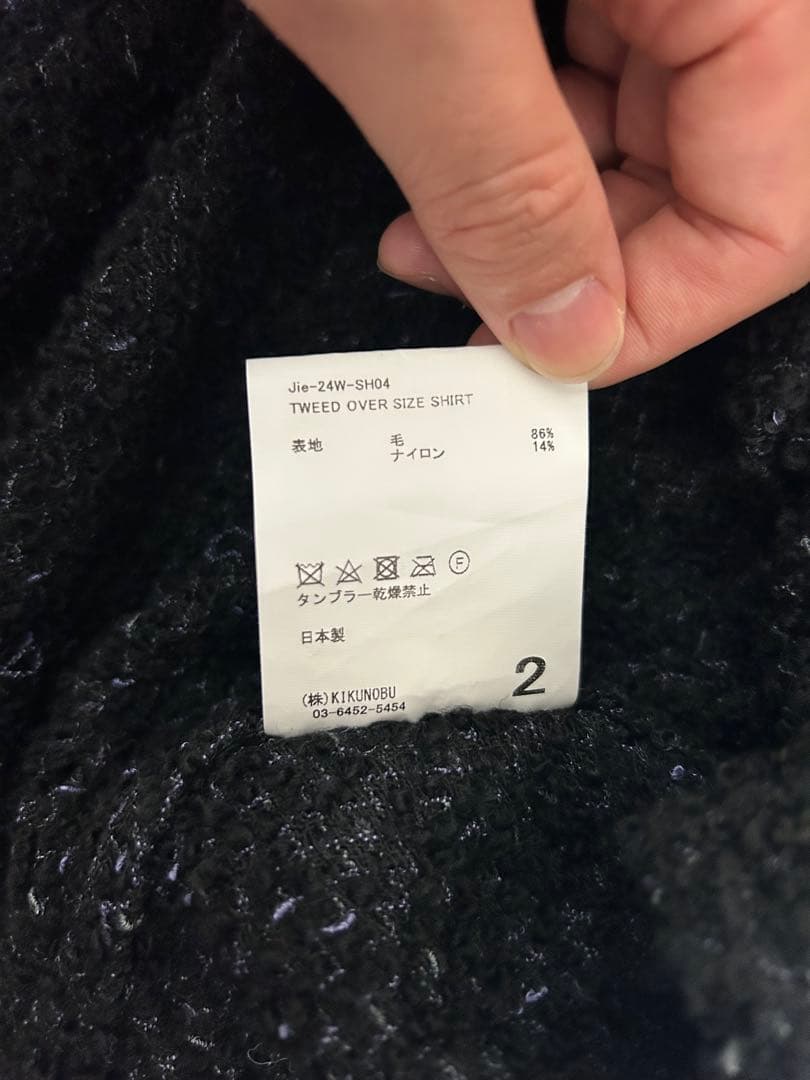 Jie-24W-SH04
TWEED OVER SIZE SHIRT
表地 毛 86%
ナイロン 14%
F
タンブラー乾燥禁止
日本製
2
(株)KIKUNOBU
03-6452-5454